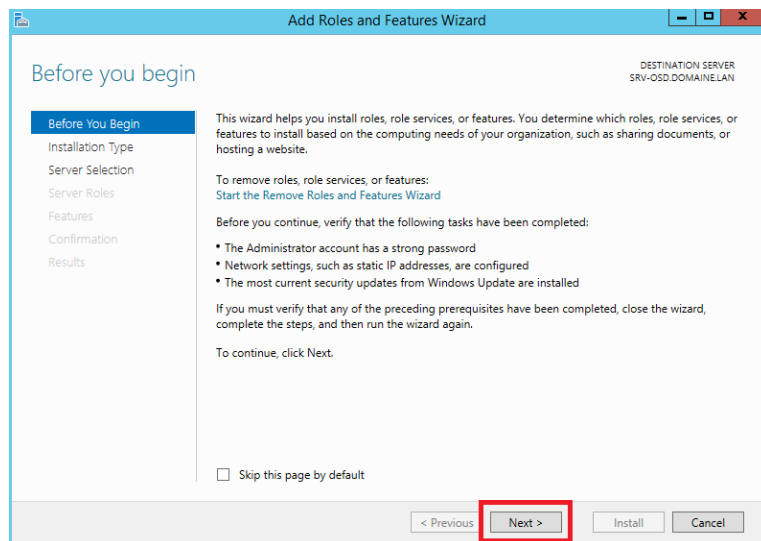 Add Roles and Features Wizard
Before you begin
DESTINATION SERVER
SRV-OSD.DOMAINE.LAN
Before You Begin
Installation Type
Server Selection
Server Roles
Features
Confirmation
Results
This wizard helps you install roles, role services, or features. You determine which roles, role services, or
features to install based on the computing needs of your organization, such as sharing documents, or
hosting a website.
To remove roles, role services, or features:
Start the Remove Roles and Features Wizard
Before you continue, verify that the following tasks have been completed:
• The Administrator account has a strong password
• Network settings, such as static IP addresses, are configured
• The most current security updates from Windows Update are installed
If you must verify that any of the preceding prerequisites have been completed, close the wizard,
complete the steps, and then run the wizard again.
To continue, click Next.
Skip this page by default
< Previous Next > Install Cancel